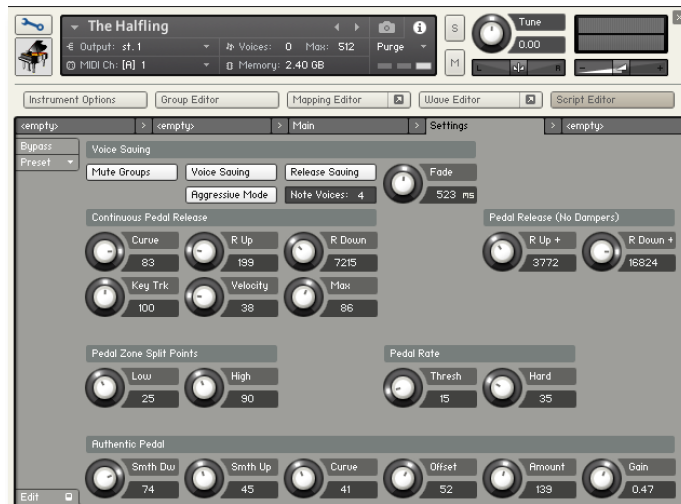 The Halfling
Output: st.1 Voices: 0 Max: 512 Purge
MIDI Ch: [A] 1 Memory: 2.40 GB
S
M
Tune
0.00
L R
- +
Instrument Options Group Editor Mapping Editor Wave Editor Script Editor
<empty> > <empty> > Main > Settings > <empty>
Bypass
Preset
Voice Saving
Mute Groups Voice Saving Release Saving Fade
Aggressive Mode Note Voices: 4 523 ms
Continuous Pedal Release Pedal Release (No Dampers)
Curve R Up R Down R Up + R Down +
83 199 7215 3772 16824
Key Trk Velocity Max
100 38 86
Pedal Zone Split Points Pedal Rate
Low High Thresh Hard
25 90 15 35
Authentic Pedal
Smth Dw Smth Up Curve Offset Amount Gain
74 45 41 52 139 0.47
Edit